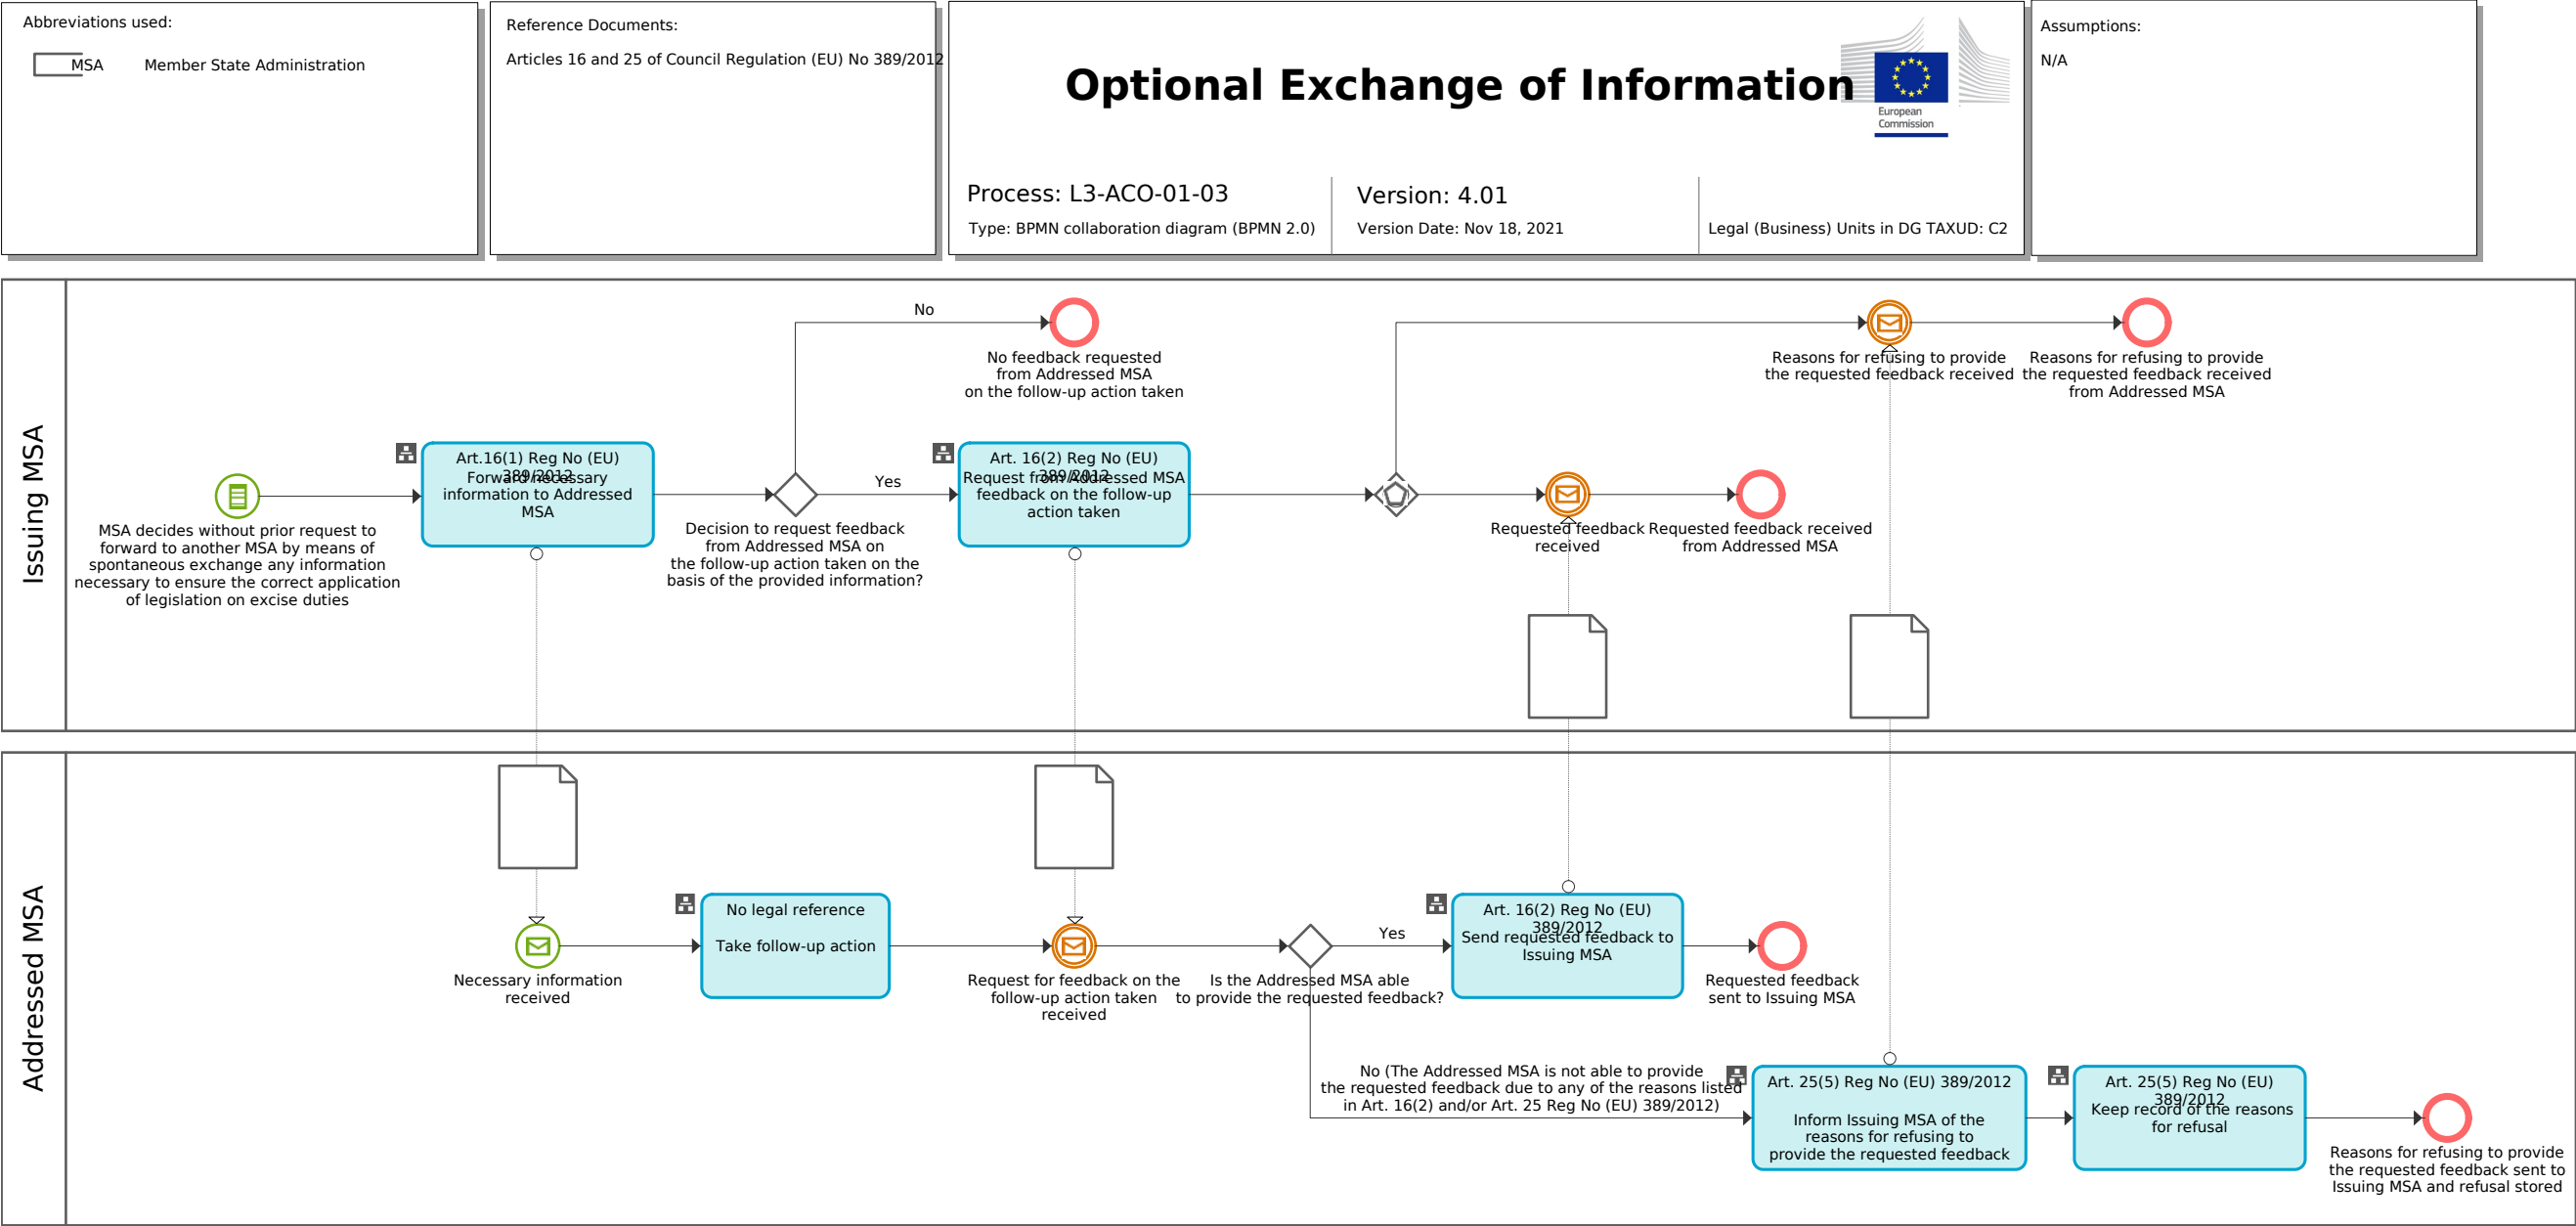 Abbreviations used:
MSA Member State Administration
Reference Documents:
Articles 16 and 25 of Council Regulation (EU) No 389/2012
Optional Exchange of Information
European
Commission
Process: L3-ACO-01-03
Type: BPMN collaboration diagram (BPMN 2.0)
Version: 4.01
Version Date: Nov 18, 2021
Legal (Business) Units in DG TAXUD: C2
Assumptions:
N/A
Issuing MSA
MSA decides without prior request to
forward to another MSA by means of
spontaneous exchange any information
necessary to ensure the correct application
of legislation on excise duties
Art.16(1) Reg No (EU)
389/2012
Forward necessary
information to Addressed
MSA
Decision to request feedback
from Addressed MSA on
the follow-up action taken on the
basis of the provided information?
No
No feedback requested
from Addressed MSA
on the follow-up action taken
Yes
Art. 16(2) Reg No (EU)
389/2012
Request from Addressed MSA
feedback on the follow-up
action taken
Reasons for refusing to provide
the requested feedback received
Reasons for refusing to provide
the requested feedback received
from Addressed MSA
Requested feedback
received
Requested feedback received
from Addressed MSA
Addressed MSA
Necessary information
received
No legal reference
Take follow-up action
Request for feedback on the
follow-up action taken
received
Is the Addressed MSA able
to provide the requested feedback?
Yes
Art. 16(2) Reg No (EU)
389/2012
Send requested feedback to
Issuing MSA
Requested feedback
sent to Issuing MSA
No (The Addressed MSA is not able to provide
the requested feedback due to any of the reasons listed
in Art. 16(2) and/or Art. 25 Reg No (EU) 389/2012)
Art. 25(5) Reg No (EU) 389/2012
Inform Issuing MSA of the
reasons for refusing to
provide the requested feedback
Art. 25(5) Reg No (EU)
389/2012
Keep record of the reasons
for refusal
Reasons for refusing to provide
the requested feedback sent to
Issuing MSA and refusal stored